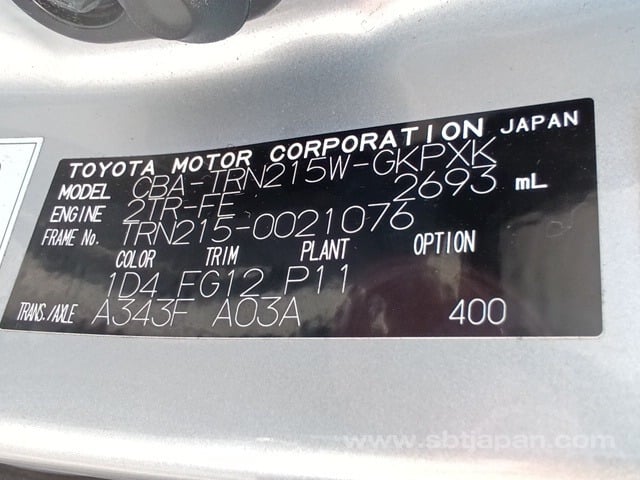 TOYOTA MOTOR CORPORATION JAPAN
MODEL CBA-TRN215W-GKPXK
ENGINE 2TR-FE 2693 mL
FRAME No. TRN215-0021076
COLOR TRIM PLANT OPTION
1D4 FG12 P11
TRANS./AXLE A343F A03A 400
www.sbtjapan.com